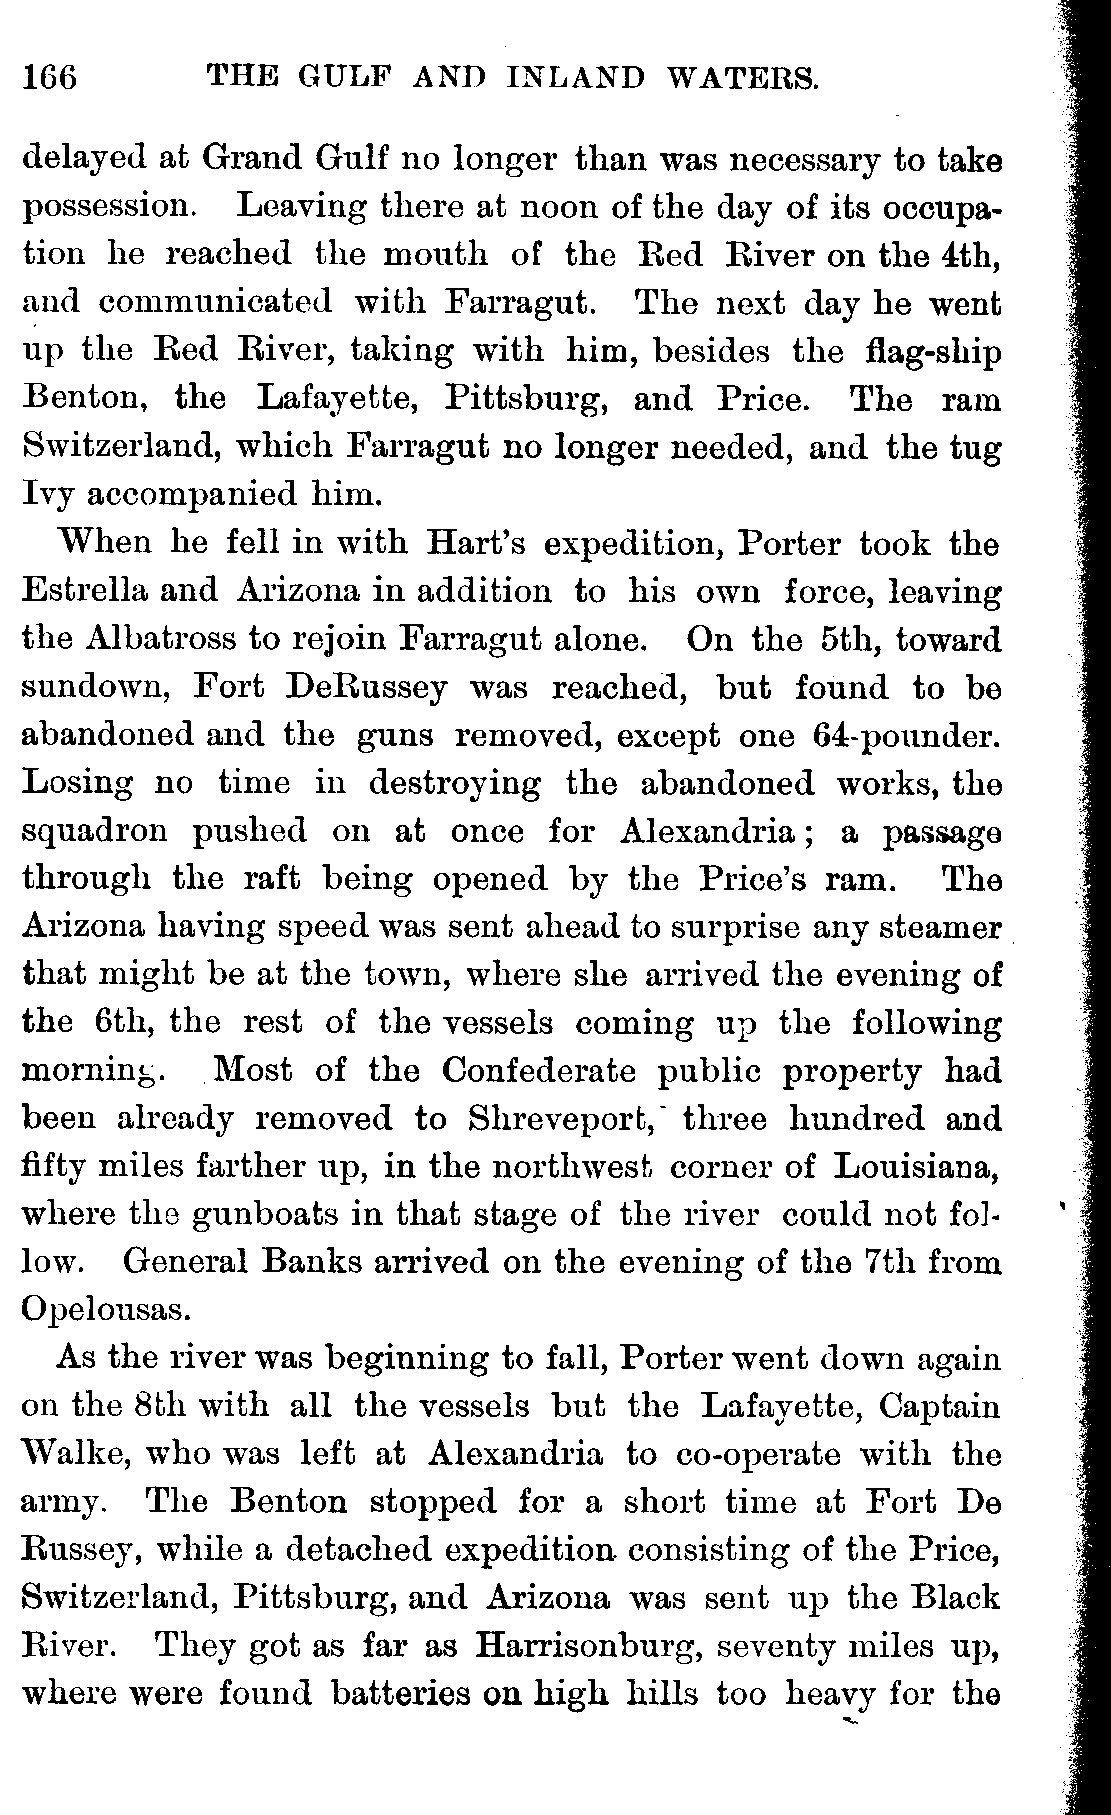 166 THE GULF AND INLAND WATERS.
delayed at Grand Gulf no longer than was necessary to take
possession. Leaving there at noon of the day of its occupa-
tion he reached the mouth of the Red River on the 4th,
and communicated with Farragut. The next day he went
up the Red River, taking with him, besides the flag-ship
Benton, the Lafayette, Pittsburg, and Price. The ram
Switzerland, which Farragut no longer needed, and the tug
Ivy accompanied him.
When he fell in with Hart's expedition, Porter took the
Estrella and Arizona in addition to his own force, leaving
the Albatross to rejoin Farragut alone. On the 5th, toward
sundown, Fort DeRussey was reached, but found to be
abandoned and the guns removed, except one 64-pounder.
Losing no time in destroying the abandoned works, the
squadron pushed on at once for Alexandria; a passage
through the raft being opened by the Price's ram. The
Arizona having speed was sent ahead to surprise any steamer
that might be at the town, where she arrived the evening of
the 6th, the rest of the vessels coming up the following
morning. Most of the Confederate public property had
been already removed to Shreveport, three hundred and
fifty miles farther up, in the northwest corner of Louisiana,
where the gunboats in that stage of the river could not fol-
low. General Banks arrived on the evening of the 7th from
Opelousas.
As the river was beginning to fall, Porter went down again
on the 8th with all the vessels but the Lafayette, Captain
Walke, who was left at Alexandria to co-operate with the
army. The Benton stopped for a short time at Fort De
Russey, while a detached expedition consisting of the Price,
Switzerland, Pittsburg, and Arizona was sent up the Black
River. They got as far as Harrisonburg, seventy miles up,
where were found batteries on high hills too heavy for the